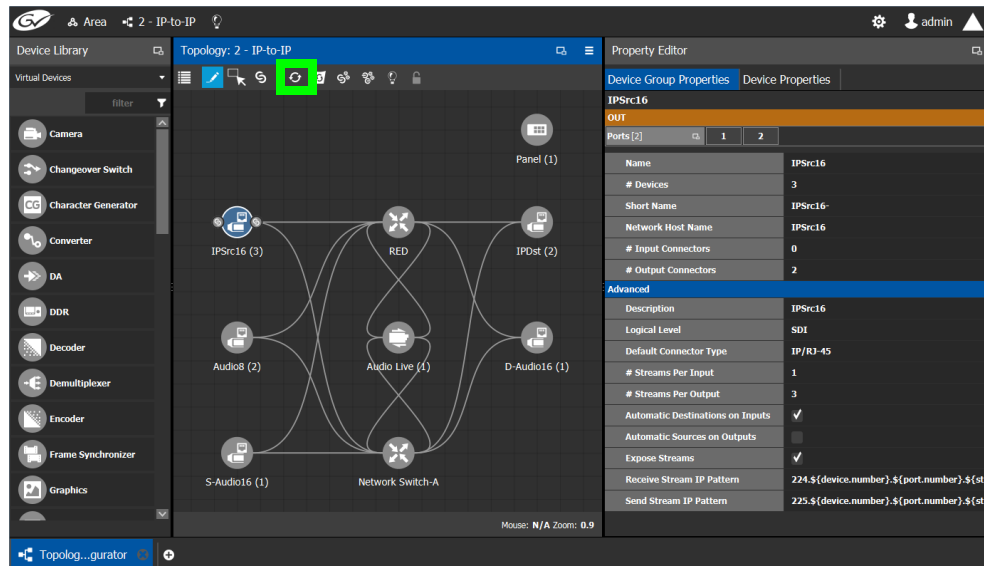 GV Area 2 - IP-to-IP admin
Device Library
Topology: 2 - IP-to-IP
Property Editor
Virtual Devices
filter
Camera
Changeover Switch
CG Character Generator
Converter
DA
DDR
Decoder
Demultiplexer
Encoder
Frame Synchronizer
Graphics
Panel (1)
IPSrc16 (3)
RED
IPDst (2)
Audio8 (2)
Audio Live (1)
D-Audio16 (1)
S-Audio16 (1)
Network Switch-A
Mouse: N/A Zoom: 0.9
Device Group Properties Device Properties
IPSrc16
OUT
Ports [2] 1 2
Name IPSrc16
# Devices 3
Short Name IPSrc16-
Network Host Name IPSrc16
# Input Connectors 0
# Output Connectors 2
Advanced
Description IPSrc16
Logical Level SDI
Default Connector Type IP/RJ-45
# Streams Per Input 1
# Streams Per Output 3
Automatic Destinations on Inputs
Automatic Sources on Outputs
Expose Streams
Receive Stream IP Pattern 224.${device.number}.${port.number}.${st
Send Stream IP Pattern 225.${device.number}.${port.number}.${st
Topolog...gurator